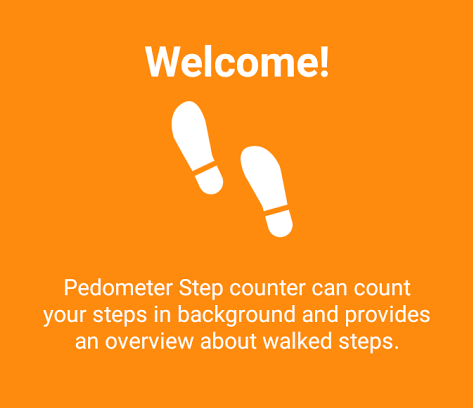 Welcome!
Pedometer Step counter can count
your steps in background and provides
an overview about walked steps.